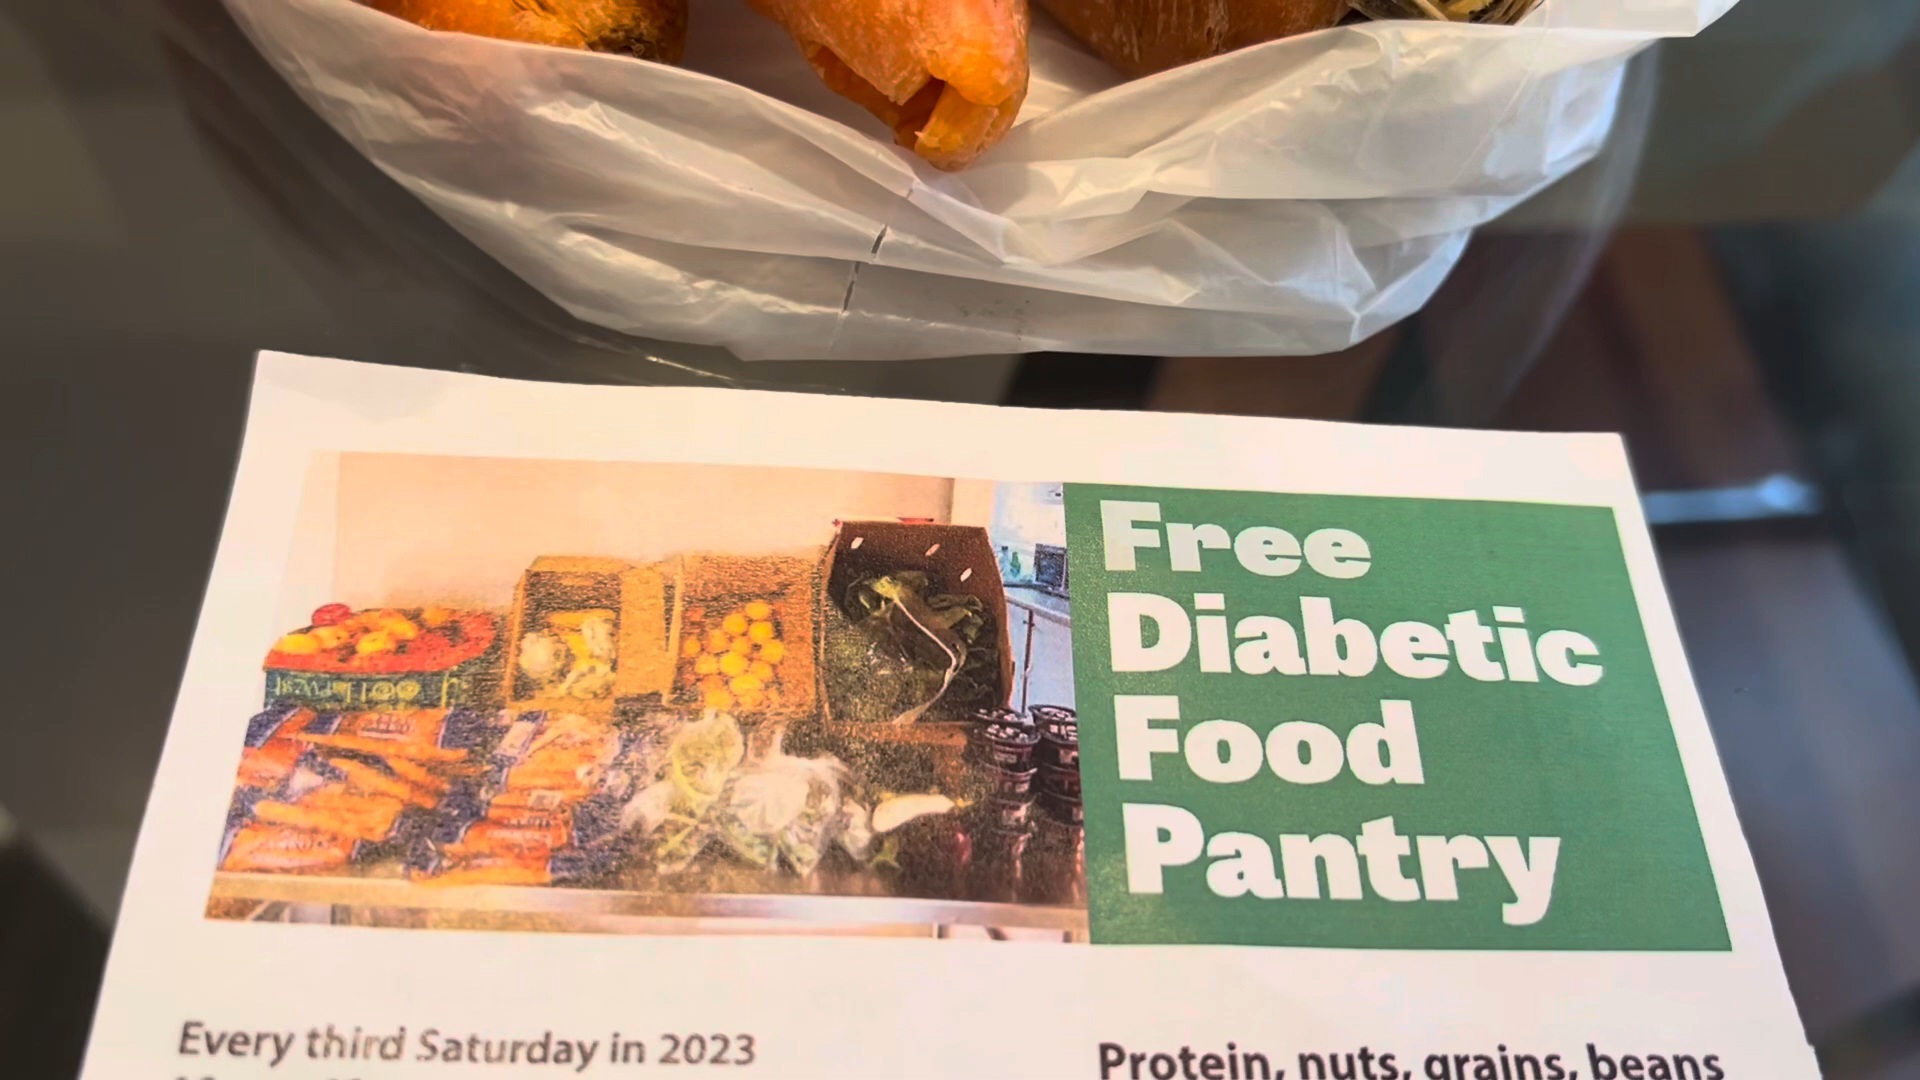 Free
Diabetic
Food
Pantry
Every third Saturday in 2023
Protein, nuts, grains, beans